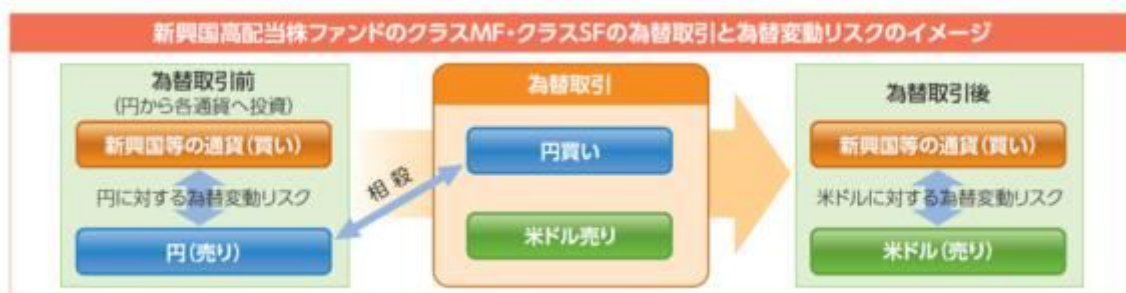 新興国高配当株ファンドのクラスMF・クラスSFの為替取引と為替変動リスクのイメージ
為替取引前
(円から各通貨へ投資)
新興国等の通貨(買い)
円に対する為替変動リスク
円(売り)
相殺
為替取引
円買い
米ドル売り
為替取引後
新興国等の通貨(買い)
米ドルに対する為替変動リスク
米ドル(売り)